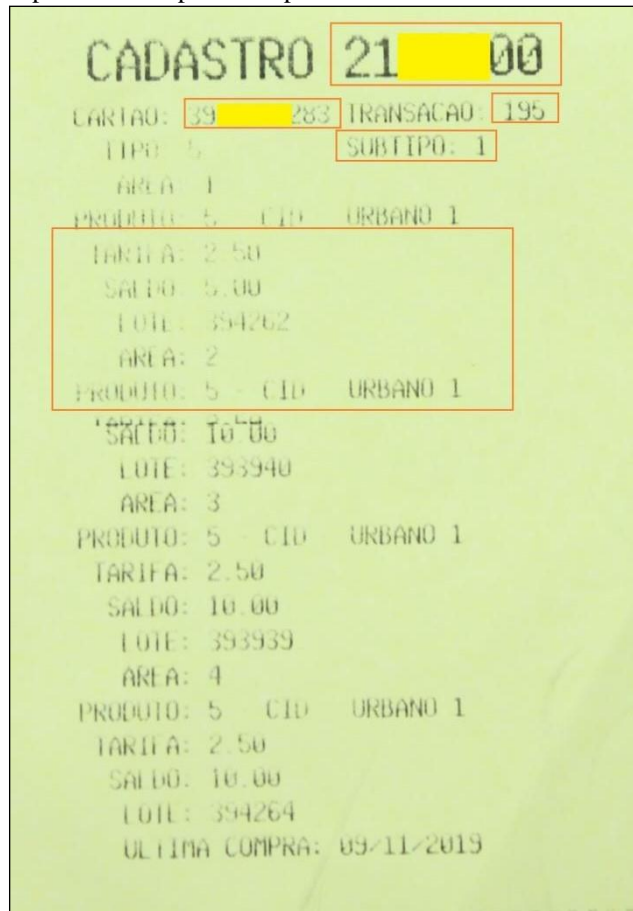 CADASTRO 21 00
CARTAO: 39 283 TRANSACAO: 195
TIPO: 5 SUBTIPO: 1
AREA: 1
PRODUTO: 5 - CID URBANO 1
TARIFA: 2.50
SALDO: 5.00
LOTE: 394262
AREA: 2
PRODUTO: 5 - CID URBANO 1
TARIFA: 2.50
SALDO: 10.00
LOTE: 393940
AREA: 3
PRODUTO: 5 - CID URBANO 1
TARIFA: 2.50
SALDO: 10.00
LOTE: 393939
AREA: 4
PRODUTO: 5 - CID URBANO 1
TARIFA: 2.50
SALDO: 10.00
LOTE: 394264
ULTIMA COMPRA: 09/11/2019